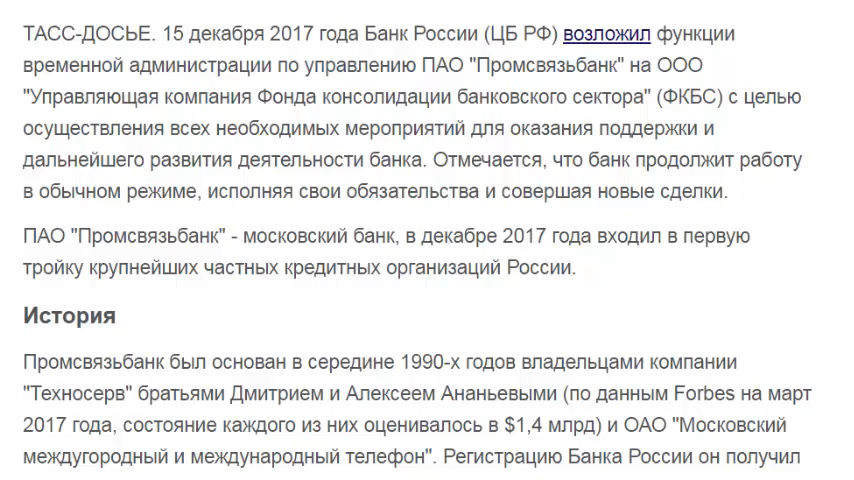 ТАСС-ДОСЬЕ. 15 декабря 2017 года Банк России (ЦБ РФ) возложил функции
временной администрации по управлению ПАО "Промсвязьбанк" на ООО
"Управляющая компания Фонда консолидации банковского сектора" (ФКБС) с целью
осуществления всех необходимых мероприятий для оказания поддержки и
дальнейшего развития деятельности банка. Отмечается, что банк продолжит работу
в обычном режиме, исполняя свои обязательства и совершая новые сделки.
ПАО "Промсвязьбанк" - московский банк, в декабре 2017 года входил в первую
тройку крупнейших частных кредитных организаций России.
История
Промсвязьбанк был основан в середине 1990-х годов владельцами компании
"Техносерв" братьями Дмитрием и Алексеем Ананьевыми (по данным Forbes на март
2017 года, состояние каждого из них оценивалось в $1,4 млрд) и ОАО "Московский
междугородный и международный телефон". Регистрацию Банка России он получил